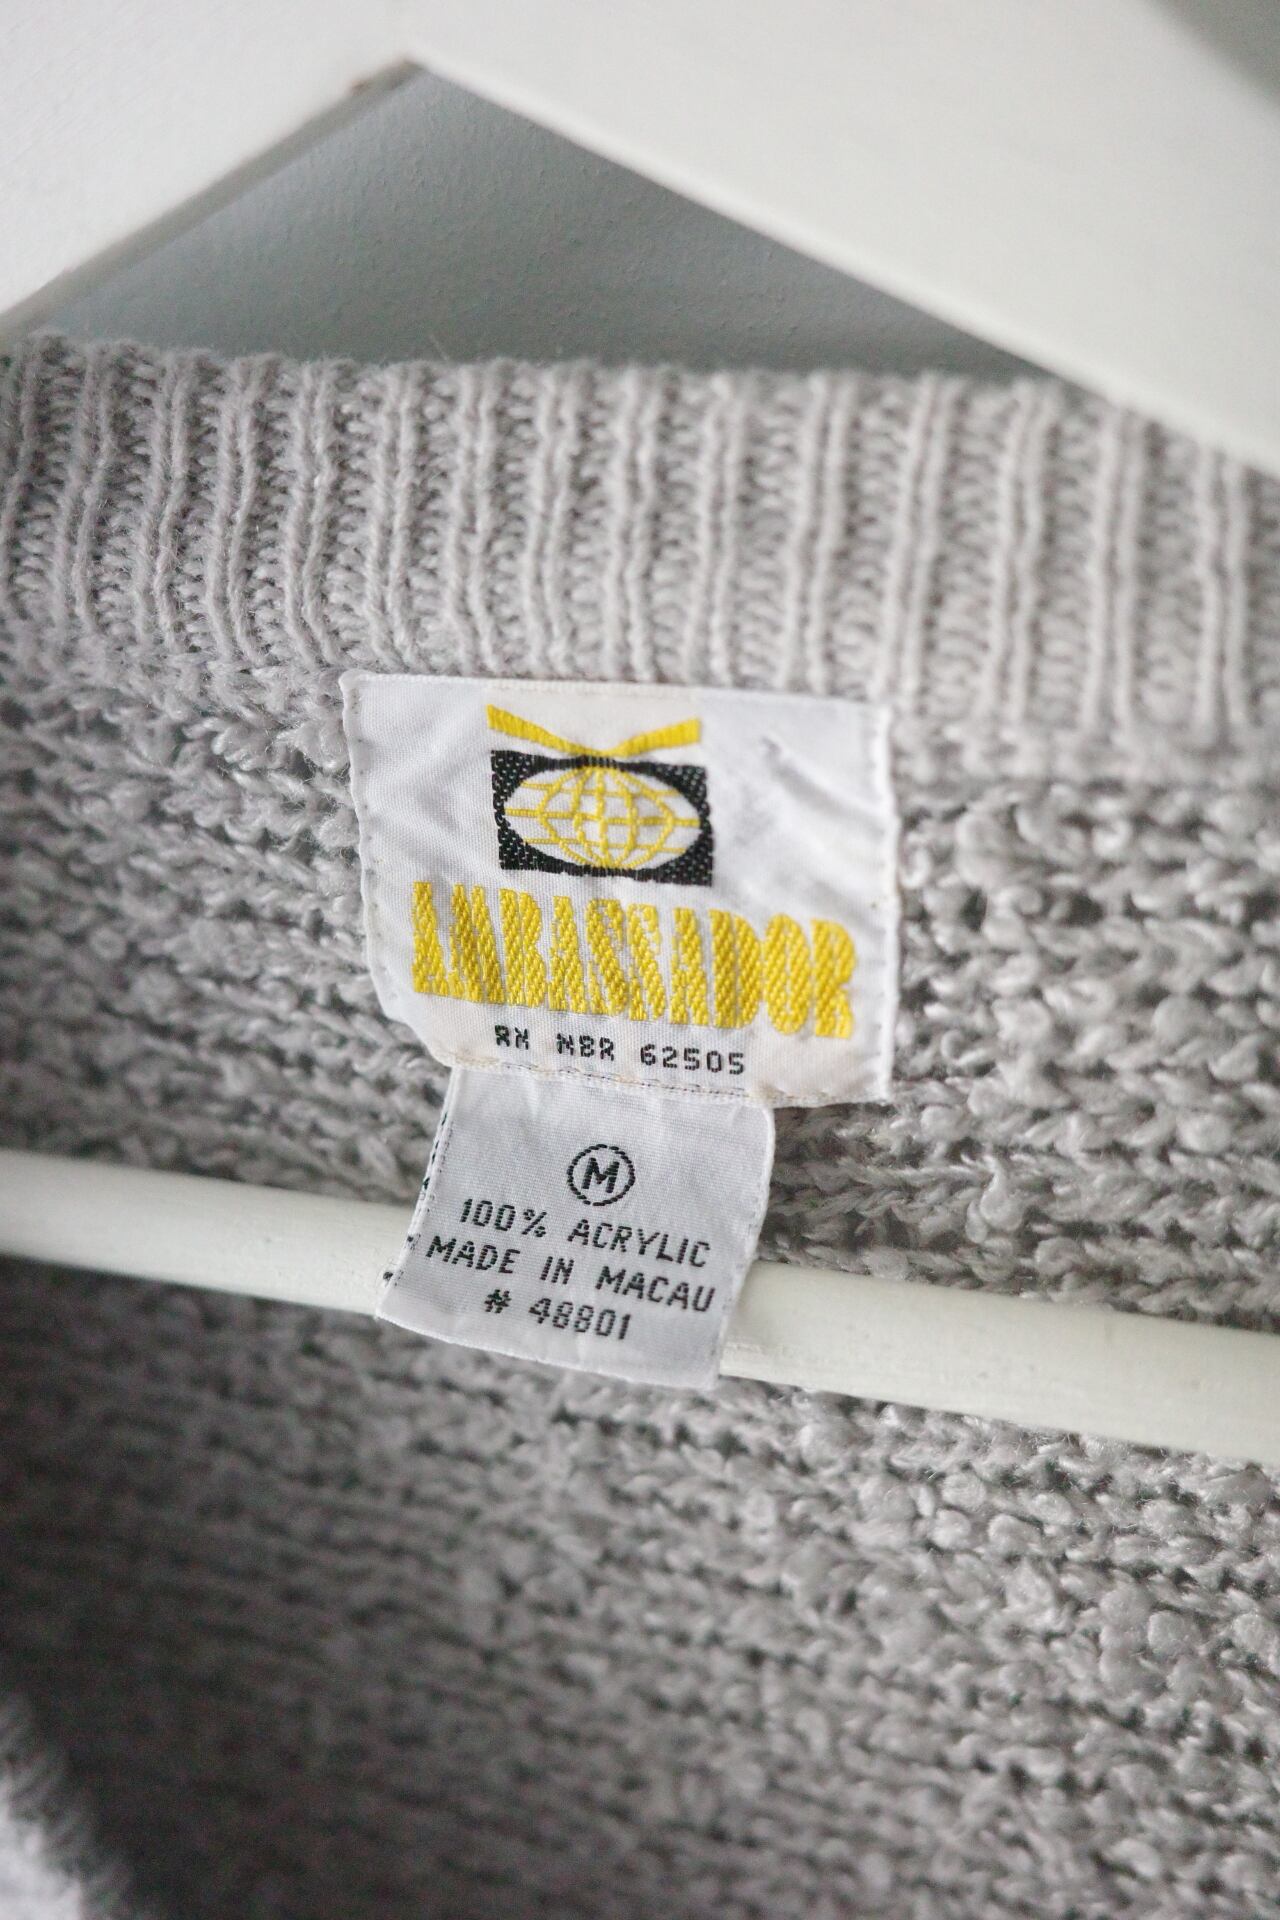 AMBASSADOR
RN NBR 62505
M
100% ACRYLIC
MADE IN MACAU
# 48801